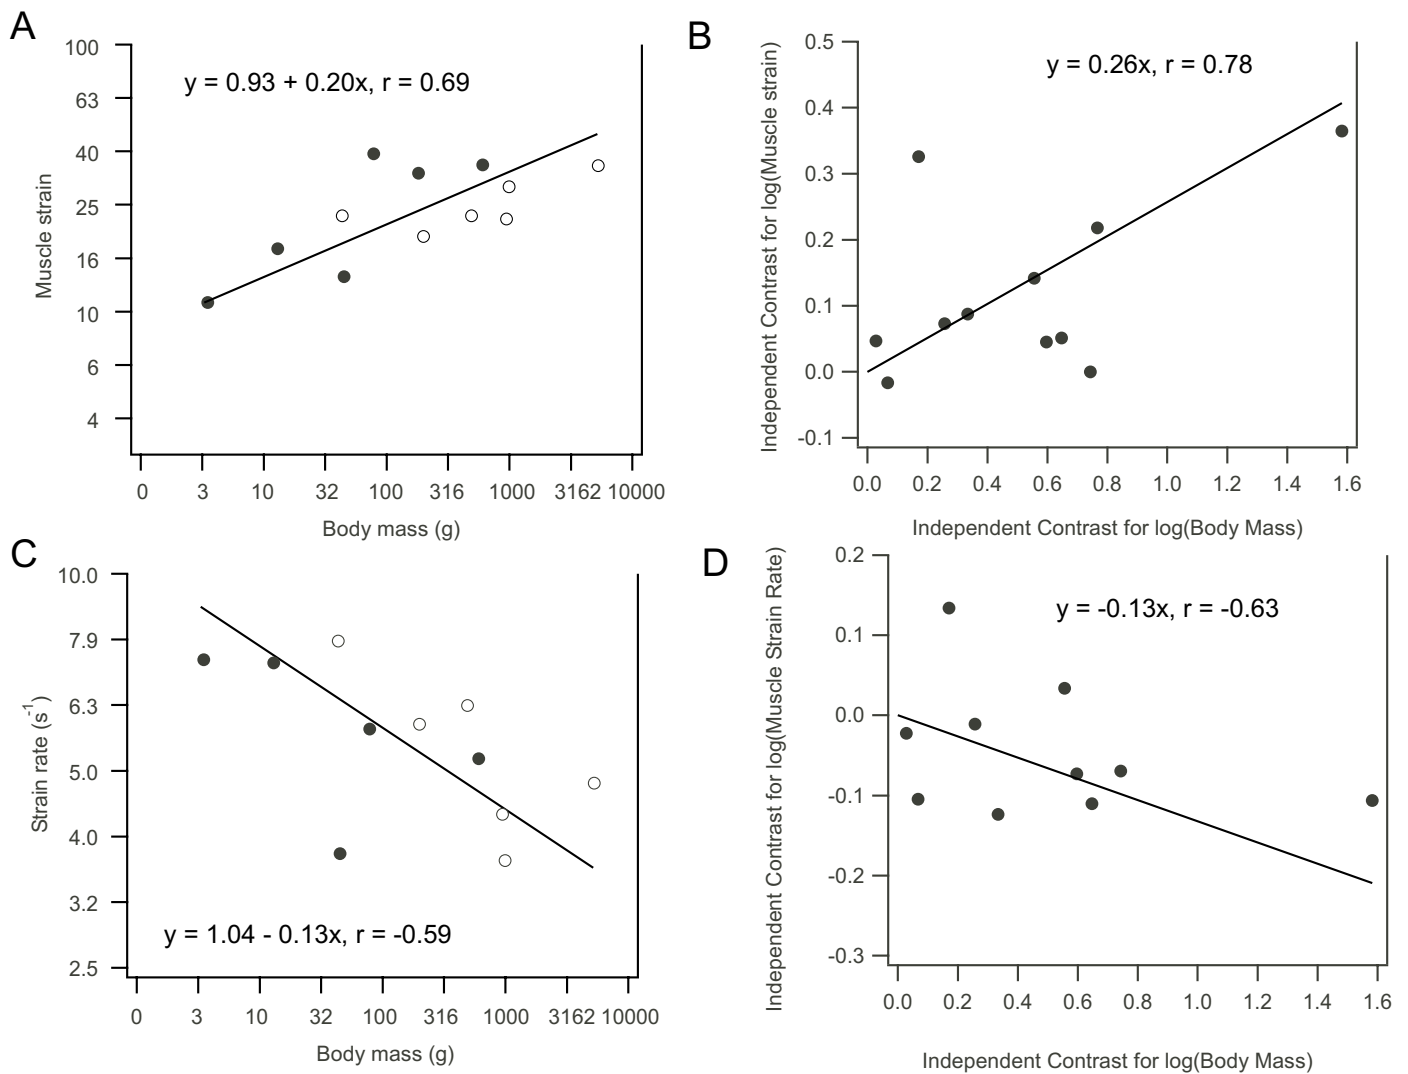 A
y = 0.93 + 0.20x, r = 0.69
Muscle strain
100
63
40
25
16
10
6
4
0 3 10 32 100 316 1000 3162 10000
Body mass (g)
B
y = 0.26x, r = 0.78
Independent Contrast for log(Muscle strain)
0.5
0.4
0.3
0.2
0.1
0.0
-0.1
0.0 0.2 0.4 0.6 0.8 1.0 1.2 1.4 1.6
Independent Contrast for log(Body Mass)
C
Strain rate (s-1)
10.0
7.9
6.3
5.0
4.0
3.2
2.5
y = 1.04 - 0.13x, r = -0.59
0 3 10 32 100 316 1000 3162 10000
Body mass (g)
D
y = -0.13x, r = -0.63
Independent Contrast for log(Muscle Strain Rate)
0.2
0.1
0.0
-0.1
-0.2
-0.3
0.0 0.2 0.4 0.6 0.8 1.0 1.2 1.4 1.6
Independent Contrast for log(Body Mass)